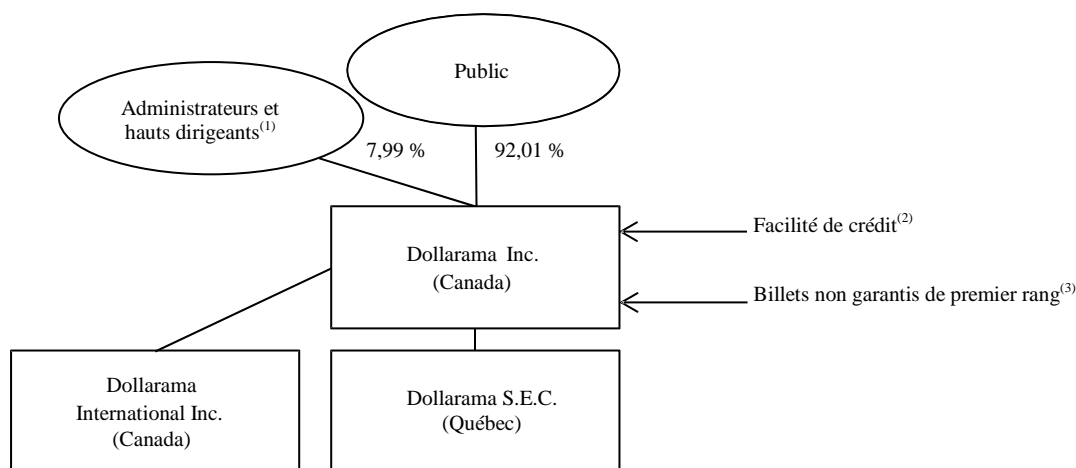 Public
Administrateurs et
hauts dirigeants(1)
7,99 %
92,01 %
Dollarama Inc.
(Canada)
Facilité de crédit(2)
Billets non garantis de premier rang(3)
Dollarama
International Inc.
(Canada)
Dollarama S.E.C.
(Québec)